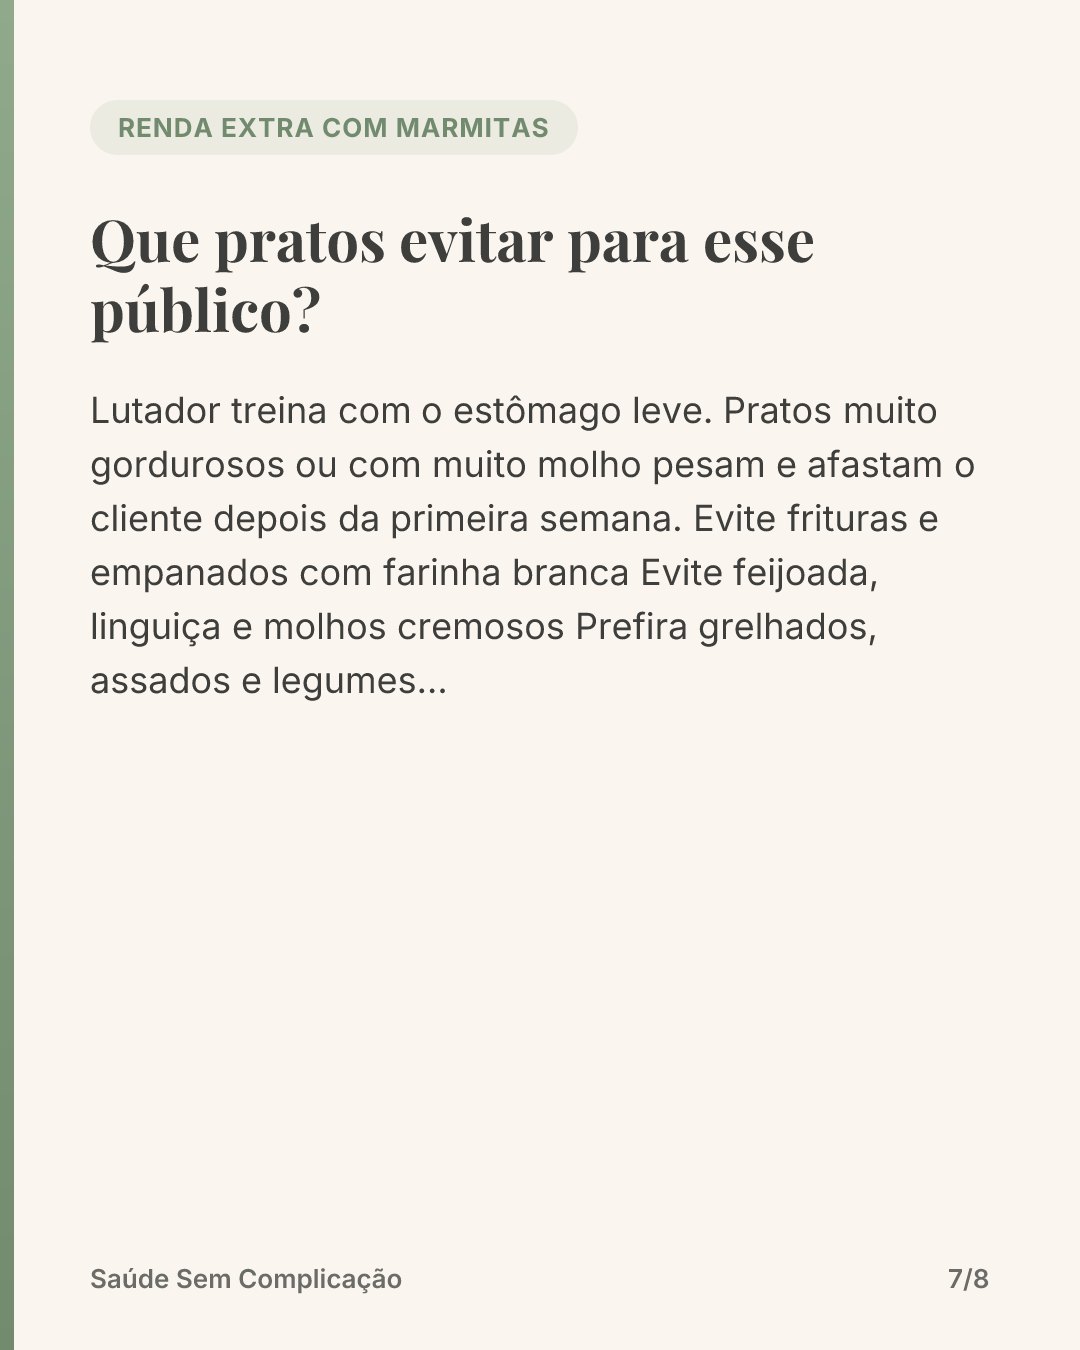 RENDA EXTRA COM MARMITAS
Que pratos evitar para esse
público?
Lutador treina com o estômago leve. Pratos muito
gordurosos ou com muito molho pesam e afastam o
cliente depois da primeira semana. Evite frituras e
empanados com farinha branca Evite feijoada,
linguiça e molhos cremosos Prefira grelhados,
assados e legumes...
Saúde Sem Complicação
7/8